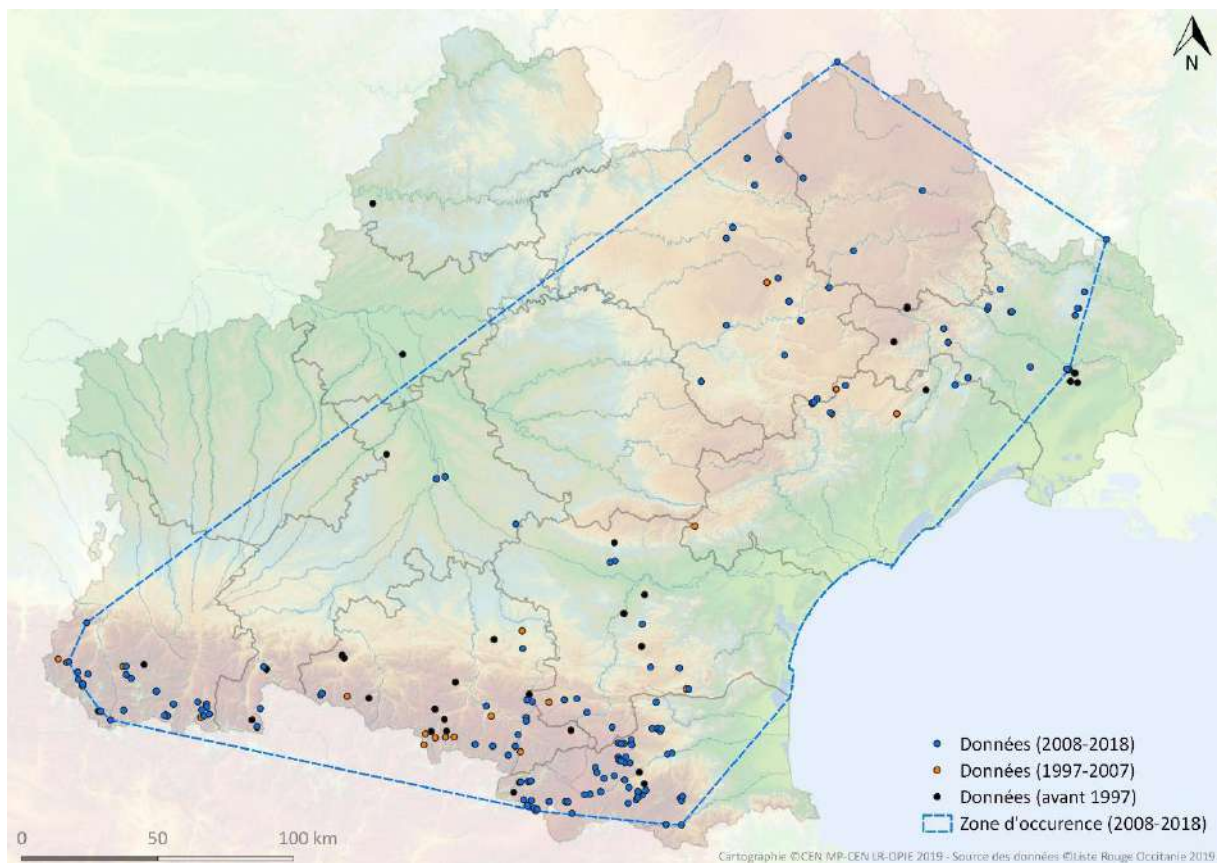 N
Données (2008-2018)
Données (1997-2007)
Données (avant 1997)
Zone d'occurence (2008-2018)
0 50 100 km
Cartographie ©CEN MP-CEN LR-OPIE 2019 - Source des données ©Liste Rouge Occitanie 2019